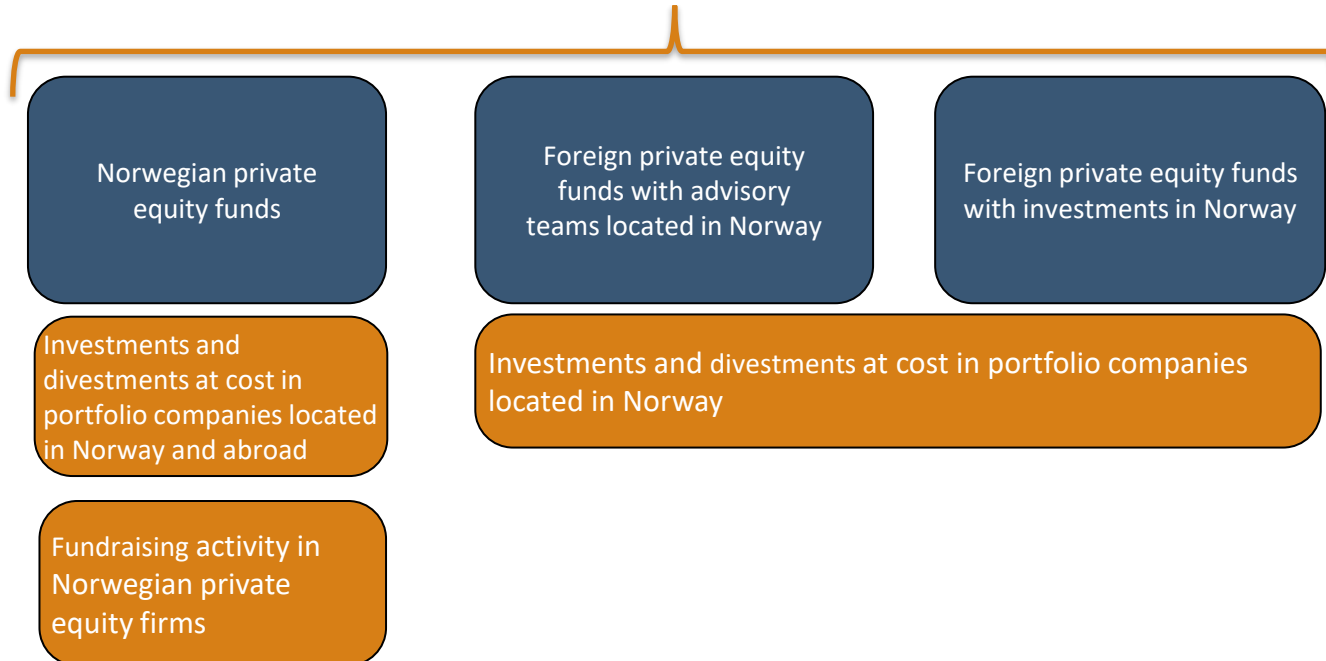 Norwegian private
equity funds
Foreign private equity
funds with advisory
teams located in Norway
Foreign private equity funds
with investments in Norway
Investments and
divestments at cost in
portfolio companies located
in Norway and abroad
Investments and divestments at cost in portfolio companies
located in Norway
Fundraising activity in
Norwegian private
equity firms